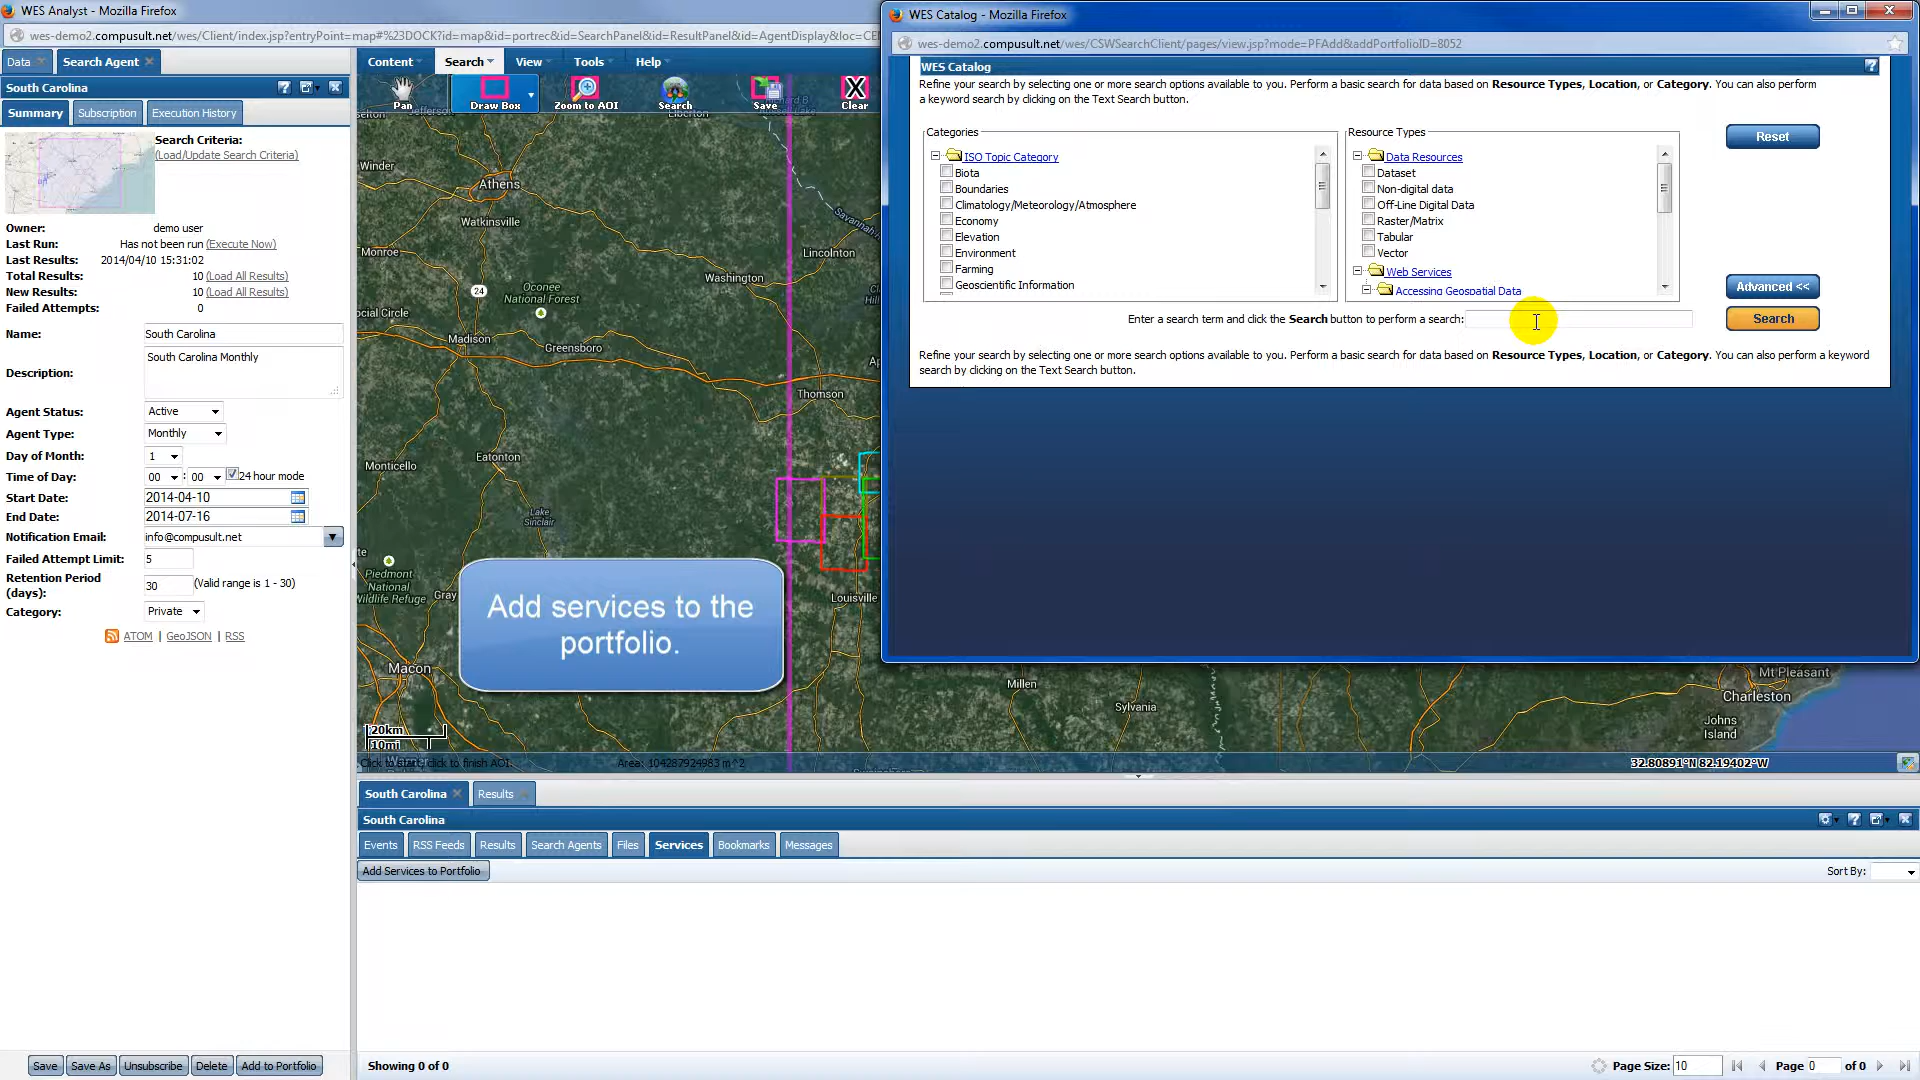 WES Analyst - Mozilla Firefox
wes-demo2.compusult.net/wes/Client/index.jsp?entryPoint=map#%23DOCK?id=map&id=portrec&id=SearchPanel&id=ResultPanel&id=AgentDisplay&loc=CEN
Data
Search Agent
South Carolina
Summary
Subscription
Execution History
Search Criteria:
(Load/Update Search Criteria)
Owner: demo user
Last Run: Has not been run (Execute Now)
Last Results: 2014/04/10 15:31:02
Total Results: 10 (Load All Results)
New Results: 10 (Load All Results)
Failed Attempts: 0
Name: South Carolina
Description: South Carolina Monthly
Agent Status: Active
Agent Type: Monthly
Day of Month: 1
Time of Day: 00 : 00 24 hour mode
Start Date: 2014-04-10
End Date: 2014-07-16
Notification Email: info@compusult.net
Failed Attempt Limit: 5
Retention Period (days): 30 (Valid range is 1 - 30)
Category: Private
ATOM | GeoJSON | RSS
Save
Save As
Unsubscribe
Delete
Add to Portfolio
Content
Search
View
Tools
Help
Pan
Draw Box
Zoom to AOI
Search
Save
Clear
Elberton
Richard B
Winder
Athens
Watkinsville
Savannah
Monroe
Lincolnton
Washington
24
Oconee
National Forest
cial Circle
Madison
Greensboro
Thomson
Eatonton
Monticello
Lake
Sinclair
Piedmont
National
Wildlife Refuge
Gray
Louisville
Macon
Millen
Sylvania
Mt Pleasant
Charleston
Johns
Island
20km
10mi
Click to start, click to finish AOI.
Area: 104287924983 m^2
32.80891°N 82.19402°W
Add services to the
portfolio.
WES Catalog - Mozilla Firefox
wes-demo2.compusult.net/wes/CSWSearchClient/pages/view.jsp?mode=PFAdd&addPortfolioID=8052
WES Catalog
Refine your search by selecting one or more search options available to you. Perform a basic search for data based on Resource Types, Location, or Category. You can also perform
a keyword search by clicking on the Text Search button.
Categories
ISO Topic Category
Biota
Boundaries
Climatology/Meteorology/Atmosphere
Economy
Elevation
Environment
Farming
Geoscientific Information
Resource Types
Data Resources
Dataset
Non-digital data
Off-Line Digital Data
Raster/Matrix
Tabular
Vector
Web Services
Accessing Geospatial Data
Reset
Advanced <<
Enter a search term and click the Search button to perform a search:
Search
Refine your search by selecting one or more search options available to you. Perform a basic search for data based on Resource Types, Location, or Category. You can also perform a keyword
search by clicking on the Text Search button.
South Carolina
Results
South Carolina
Events
RSS Feeds
Results
Search Agents
Files
Services
Bookmarks
Messages
Add Services to Portfolio
Sort By:
Showing 0 of 0
Page Size: 10
Page 0 of 0